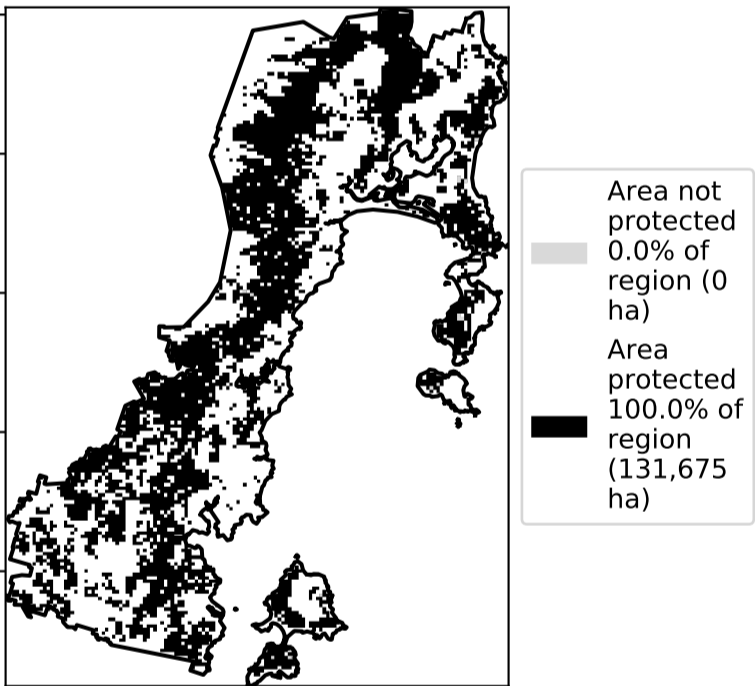 Area not
protected
0.0% of
region (0
ha)
Area
protected
100.0% of
region
(131,675
ha)